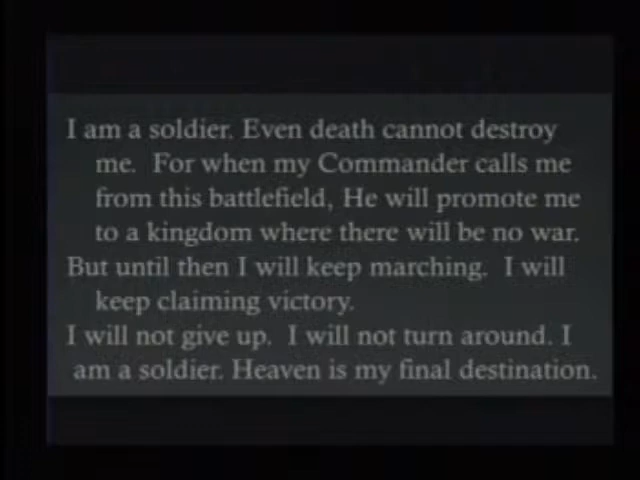 I am a soldier. Even death cannot destroy
me. For when my Commander calls me
from this battlefield, He will promote me
to a kingdom where there will be no war.
But until then I will keep marching. I will
keep claiming victory.
I will not give up. I will not turn around. I
am a soldier. Heaven is my final destination.